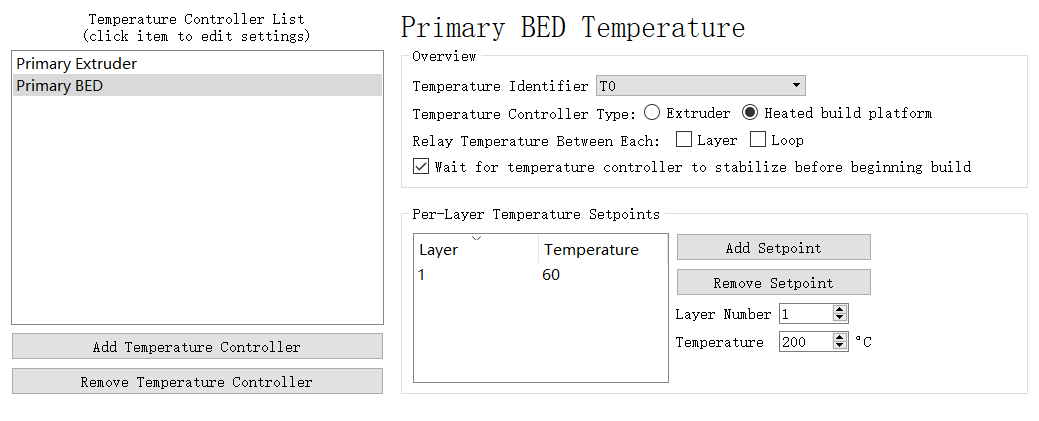 Temperature Controller List
(click item to edit settings)
Primary Extruder
Primary BED
Add Temperature Controller
Remove Temperature Controller
Primary BED Temperature
Overview
Temperature Identifier T0
Temperature Controller Type: Extruder Heated build platform
Relay Temperature Between Each: Layer Loop
Wait for temperature controller to stabilize before beginning build
Per-Layer Temperature Setpoints
Layer Temperature
1 60
Add Setpoint
Remove Setpoint
Layer Number 1
Temperature 200 °C